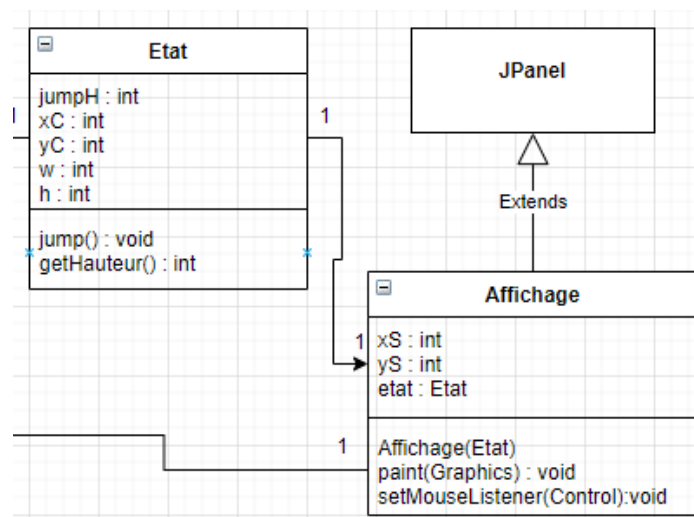 Etat
jumpH : int
xC : int
yC : int
w : int
h : int
jump() : void
getHauteur() : int
1
JPanel
Extends
Affichage
1
xS : int
yS : int
etat : Etat
1
Affichage(Etat)
paint(Graphics) : void
setMouseListener(Control):void